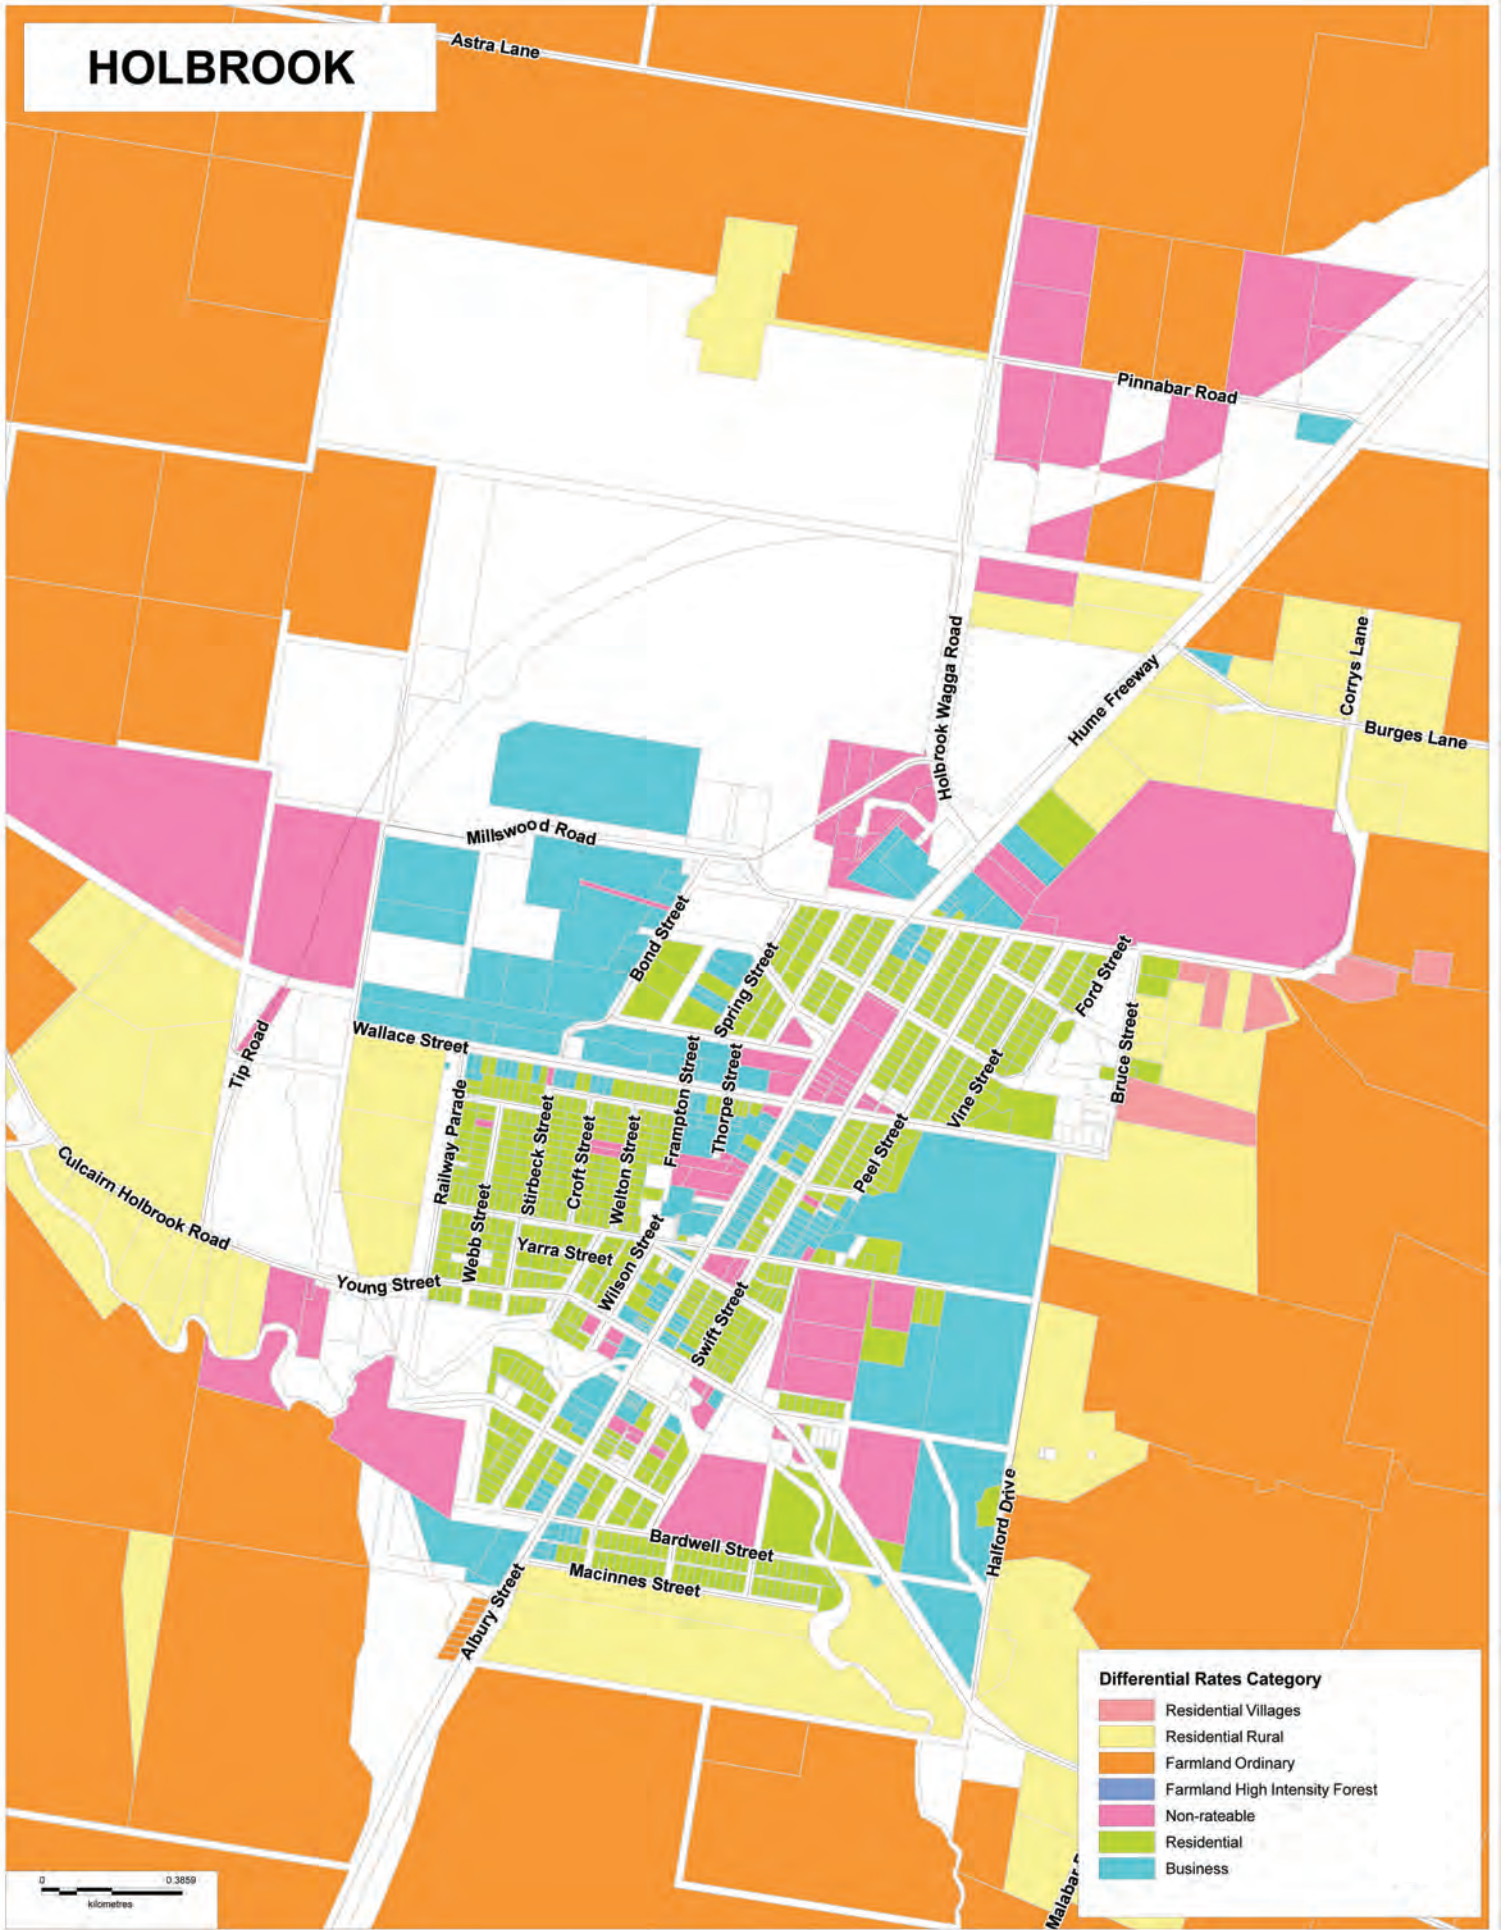 HOLBROOK
Astra Lane
Pinnabar Road
Holbrook Wagga Road
Hume Freeway
Corrys Lane
Burges Lane
Millswood Road
Bond Street
Spring Street
Ford Street
Bruce Street
Wallace Street
Tip Road
Railway Parade
Frampton Street
Thorpe Street
Vine Street
Peel Street
Stirbeck Street
Croft Street
Welton Street
Webb Street
Culcairn Holbrook Road
Yarra Street
Wilson Street
Young Street
Swift Street
Halford Drive
Bardwell Street
Macinnes Street
Albury Street
Malabar
Differential Rates Category
Residential Villages
Residential Rural
Farmland Ordinary
Farmland High Intensity Forest
Non-rateable
Residential
Business
0 0.3859
kilometres